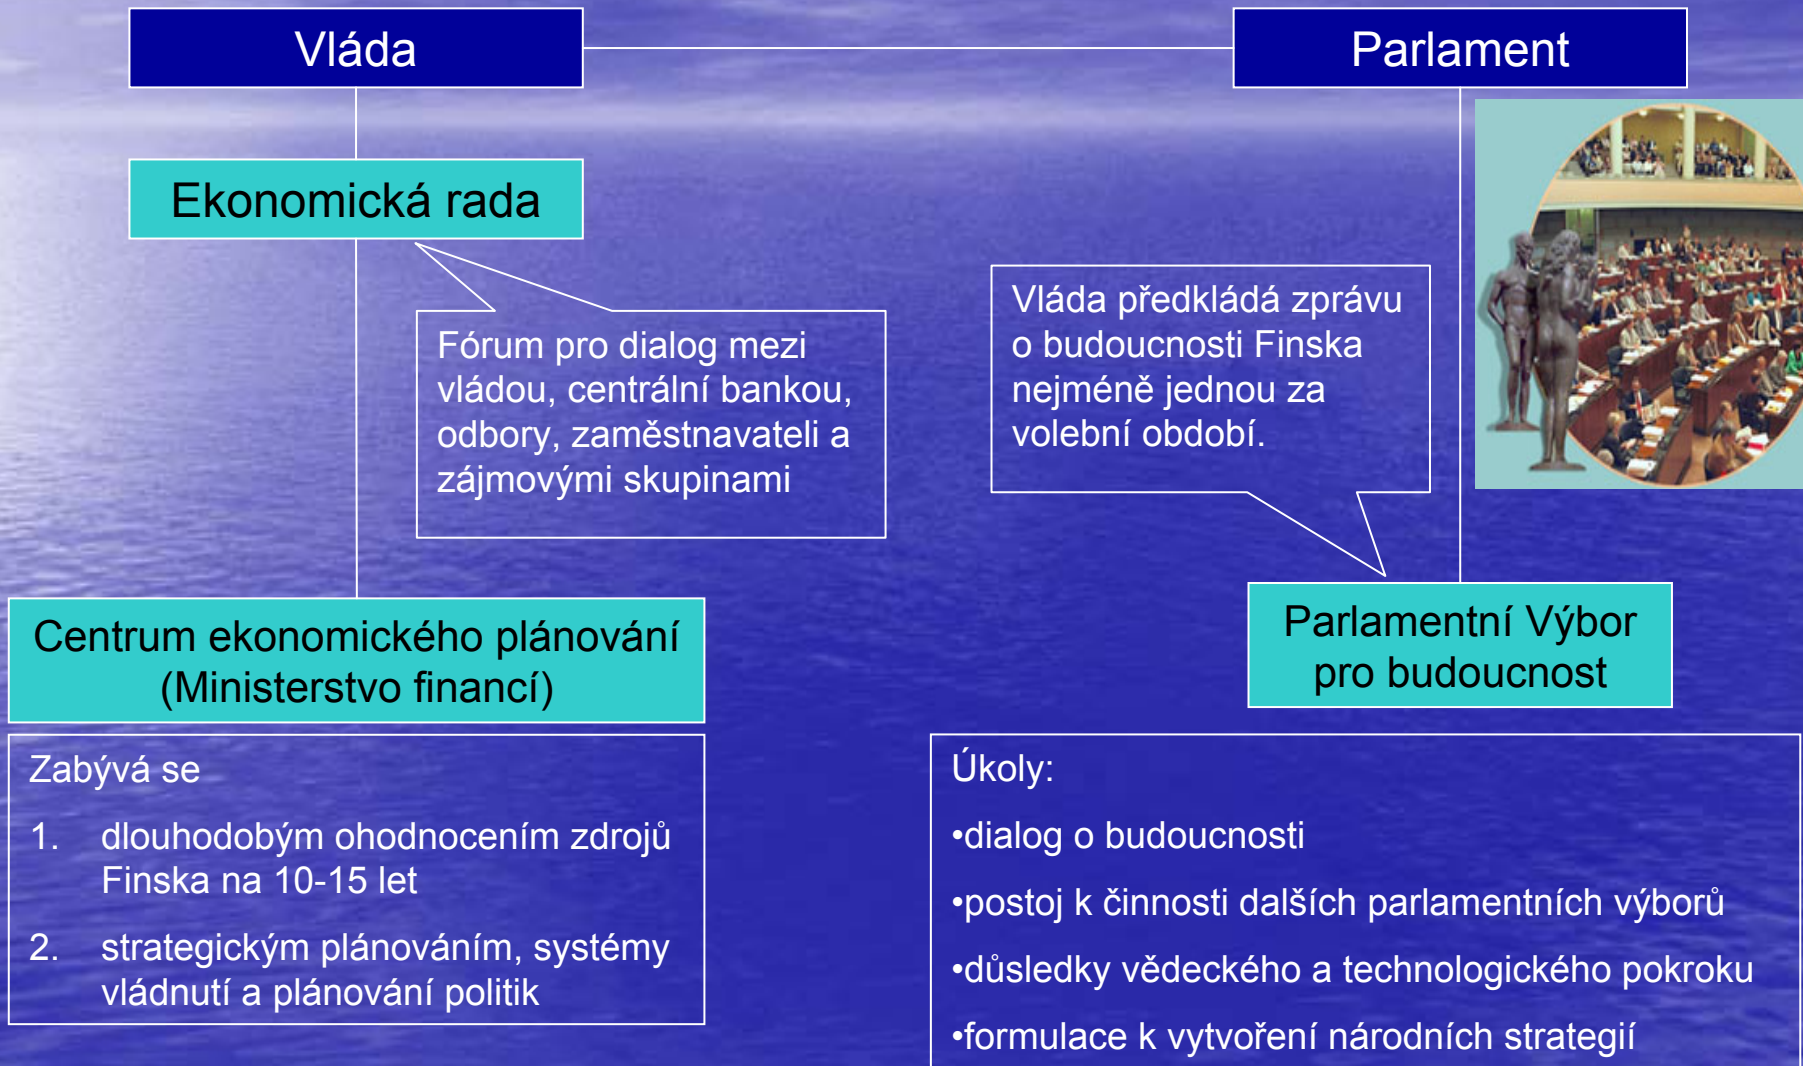 Vláda
Parlament
Ekonomická rada
Fórum pro dialog mezi
vládou, centrální bankou,
odbory, zaměstnavateli a
zájmovými skupinami
Vláda předkládá zprávu
o budoucnosti Finska
nejméně jednou za
volební období.
Centrum ekonomického plánování
(Ministerstvo financí)
Zabývá se
1. dlouhodobým ohodnocením zdrojů
Finska na 10-15 let
2. strategickým plánováním, systémy
vládnutí a plánování politik
Parlamentní Výbor
pro budoucnost
Úkoly:
•dialog o budoucnosti
•postoj k činnosti dalších parlamentních výborů
•důsledky vědeckého a technologického pokroku
•formulace k vytvoření národních strategií